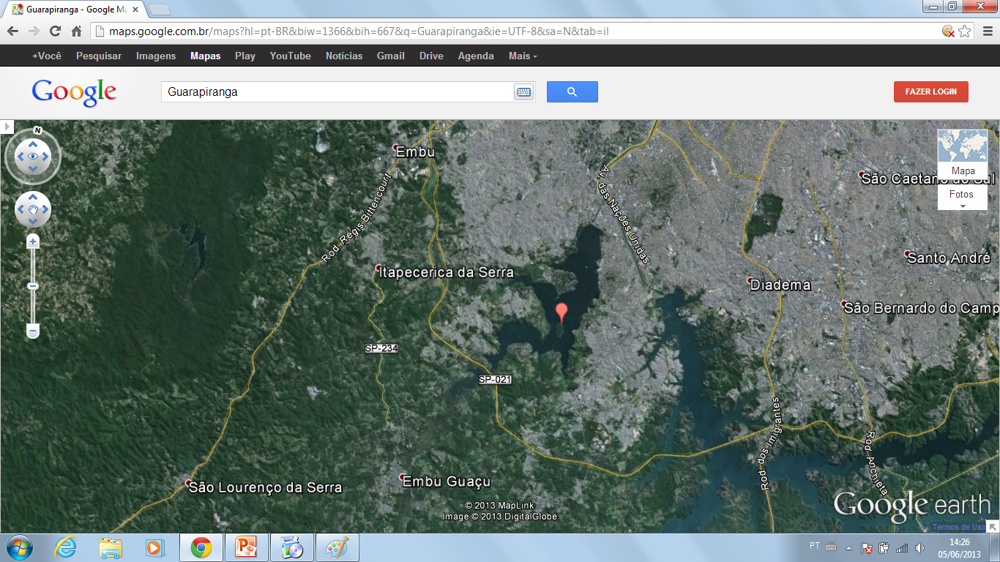 Guarapiranga - Google Ma
maps.google.com.br/maps?hl=pt-BR&biw=1366&bih=667&q=Guarapiranga&ie=UTF-8&sa=N&tab=il
+Você Pesquisar Imagens Mapas Play YouTube Notícias Gmail Drive Agenda Mais
Google
Guarapiranga
FAZER LOGIN
N
Embu
Mapa
Fotos
São Caetano do Sul
Rod. Régis Bittencourt
Av. das Nações Unidas
Itapecerica da Serra
Santo André
Diadema
São Bernardo do Camp
SP-234
SP-021
Rod. dos Imigrantes
Rod. Anchieta
São Lourenço da Serra
Embu Guaçu
© 2013 MapLink
Image © 2013 DigitalGlobe
Google earth
Termos de Uso
PT
14:26
05/06/2013